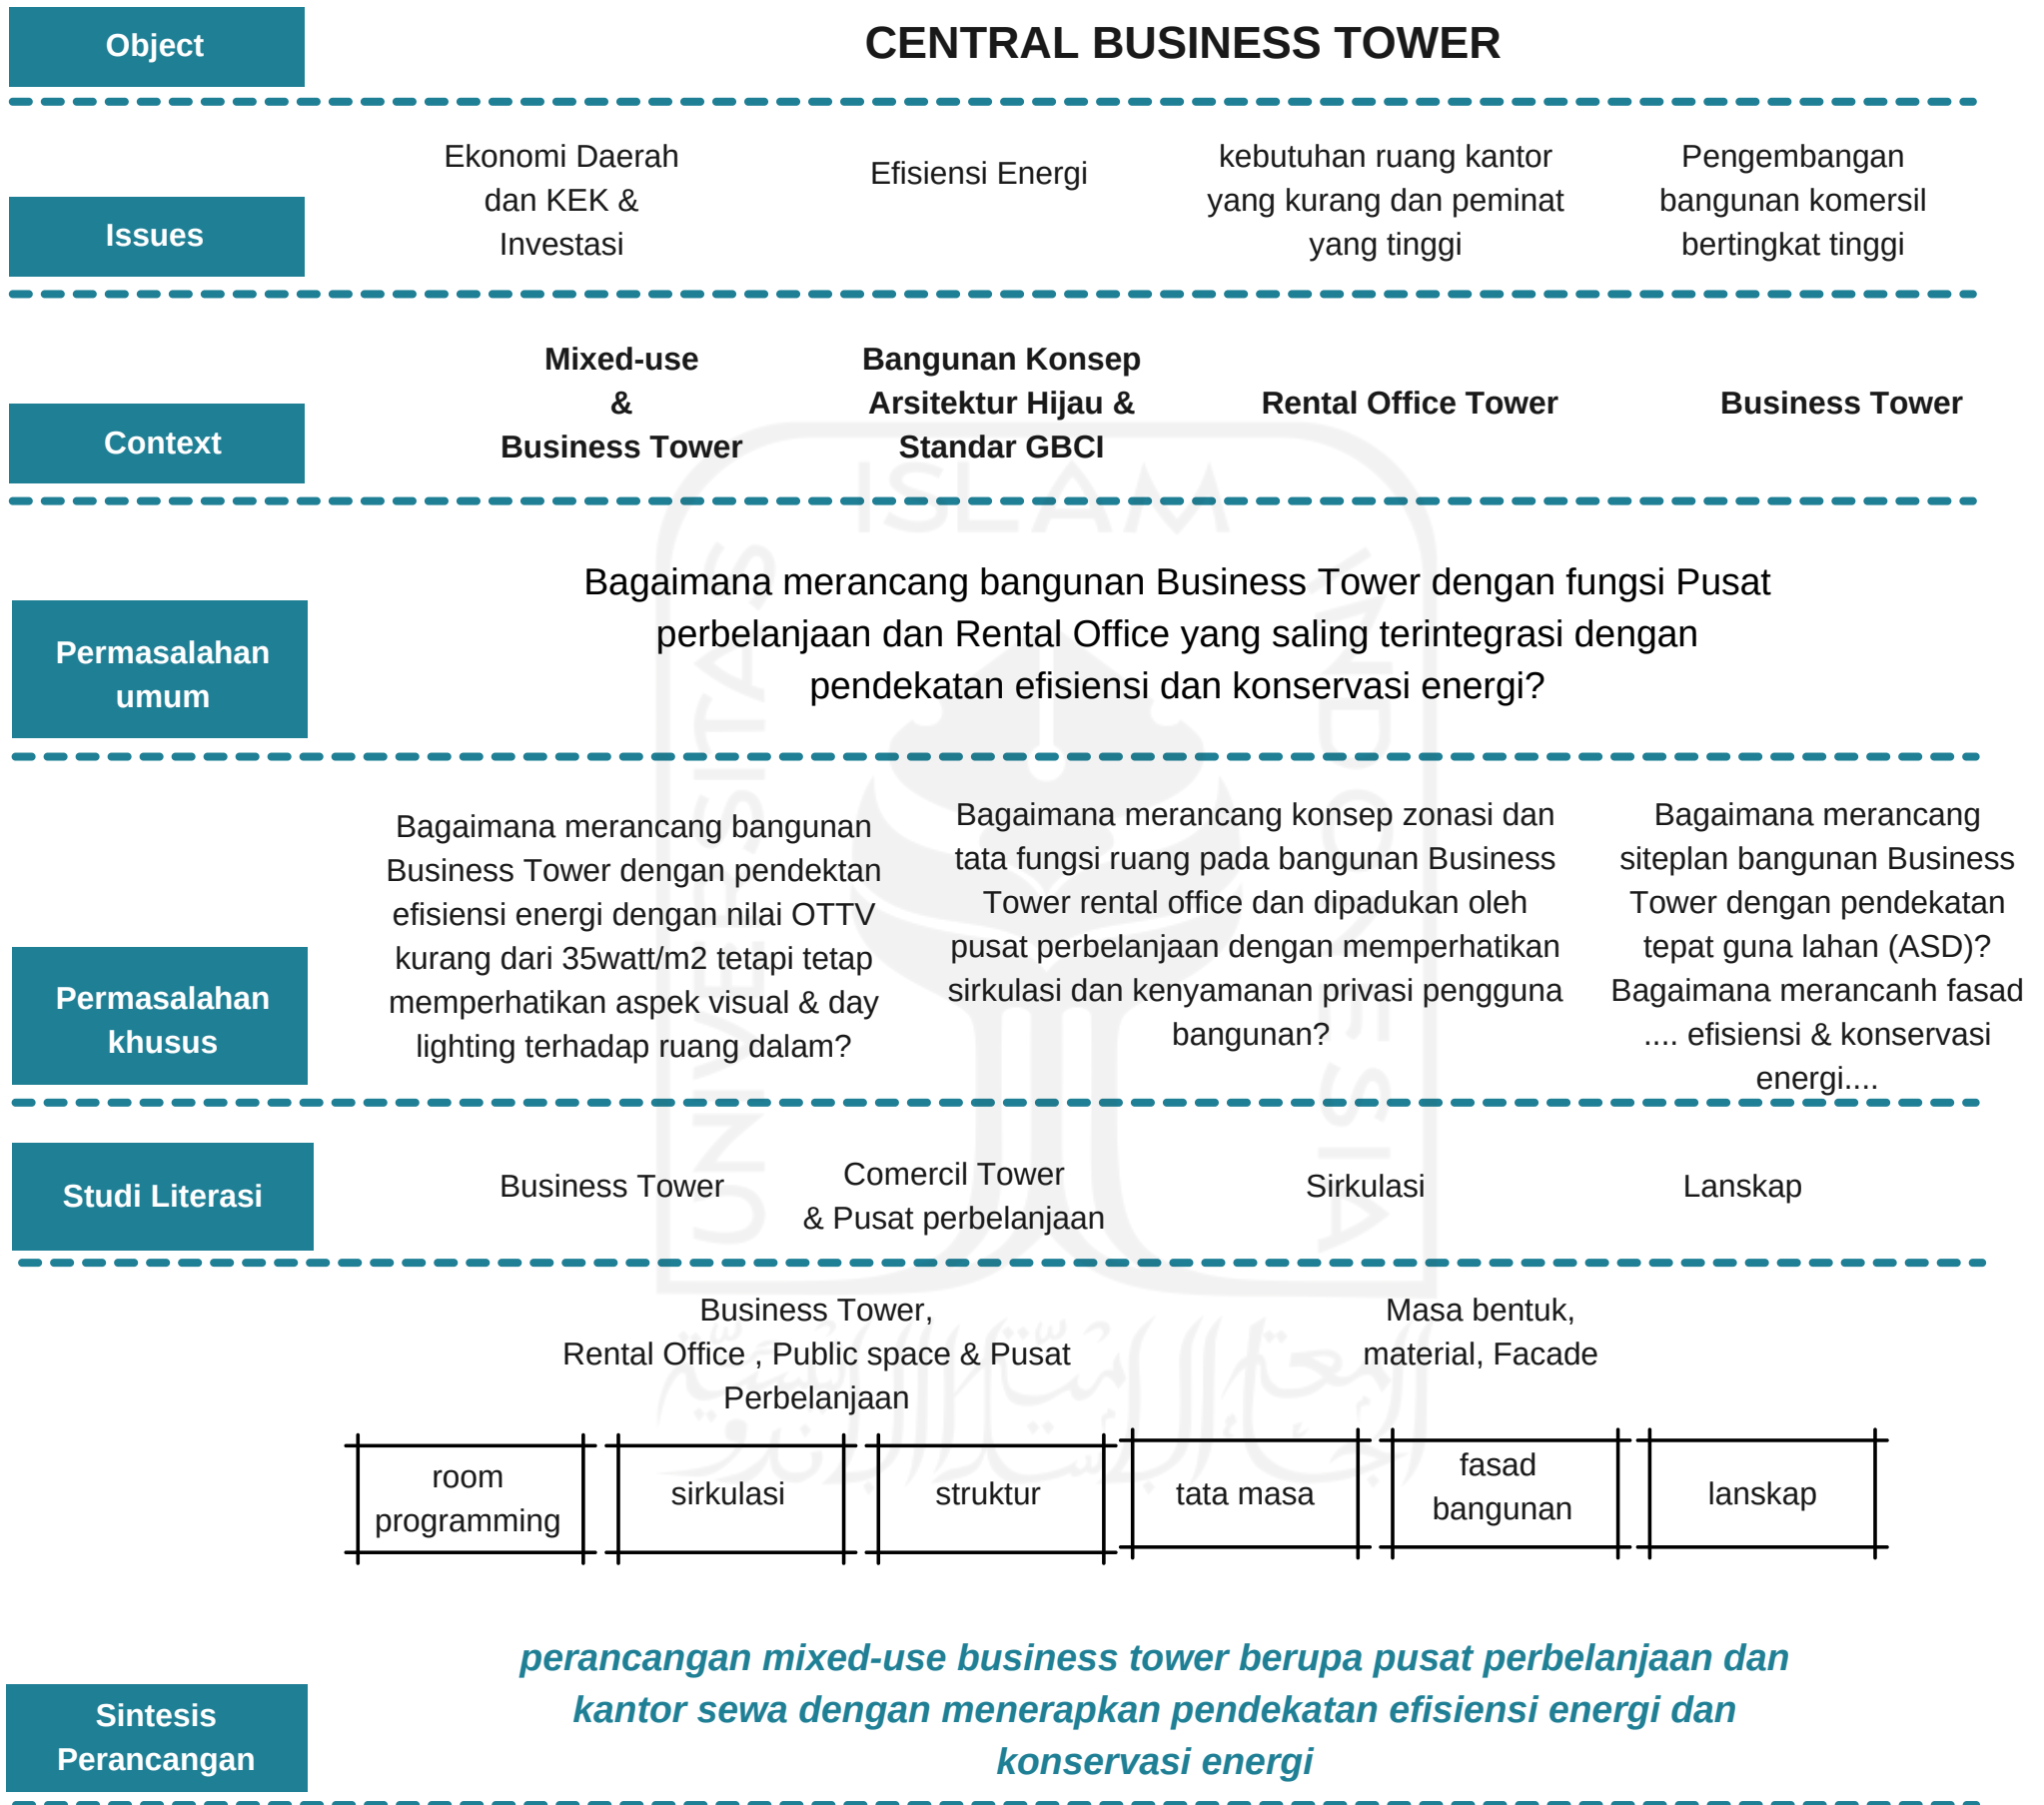 Object
CENTRAL BUSINESS TOWER
Issues
Ekonomi Daerah
dan KEK &
Investasi
Efisiensi Energi
kebutuhan ruang kantor
yang kurang dan peminat
yang tinggi
Pengembangan
bangunan komersil
bertingkat tinggi
Context
Mixed-use
&
Business Tower
Bangunan Konsep
Arsitektur Hijau &
Standar GBCI
Rental Office Tower
Business Tower
Permasalahan
umum
Bagaimana merancang bangunan Business Tower dengan fungsi Pusat
perbelanjaan dan Rental Office yang saling terintegrasi dengan
pendekatan efisiensi dan konservasi energi?
Permasalahan
khusus
Bagaimana merancang bangunan
Business Tower dengan pendektan
efisiensi energi dengan nilai OTTV
kurang dari 35watt/m2 tetapi tetap
memperhatikan aspek visual & day
lighting terhadap ruang dalam?
Bagaimana merancang konsep zonasi dan
tata fungsi ruang pada bangunan Business
Tower rental office dan dipadukan oleh
pusat perbelanjaan dengan memperhatikan
sirkulasi dan kenyamanan privasi pengguna
bangunan?
Bagaimana merancang
siteplan bangunan Business
Tower dengan pendekatan
tepat guna lahan (ASD)?
Bagaimana merancanh fasad
.... efisiensi & konservasi
energi....
Studi Literasi
Business Tower
Comercil Tower
& Pusat perbelanjaan
Sirkulasi
Lanskap
Business Tower,
Rental Office , Public space & Pusat
Perbelanjaan
Masa bentuk,
material, Facade
room
programming
sirkulasi
struktur
tata masa
fasad
bangunan
lanskap
Sintesis
Perancangan
perancangan mixed-use business tower berupa pusat perbelanjaan dan
kantor sewa dengan menerapkan pendekatan efisiensi energi dan
konservasi energi
UNIVERSITAS
ISLAM
INDONESIA